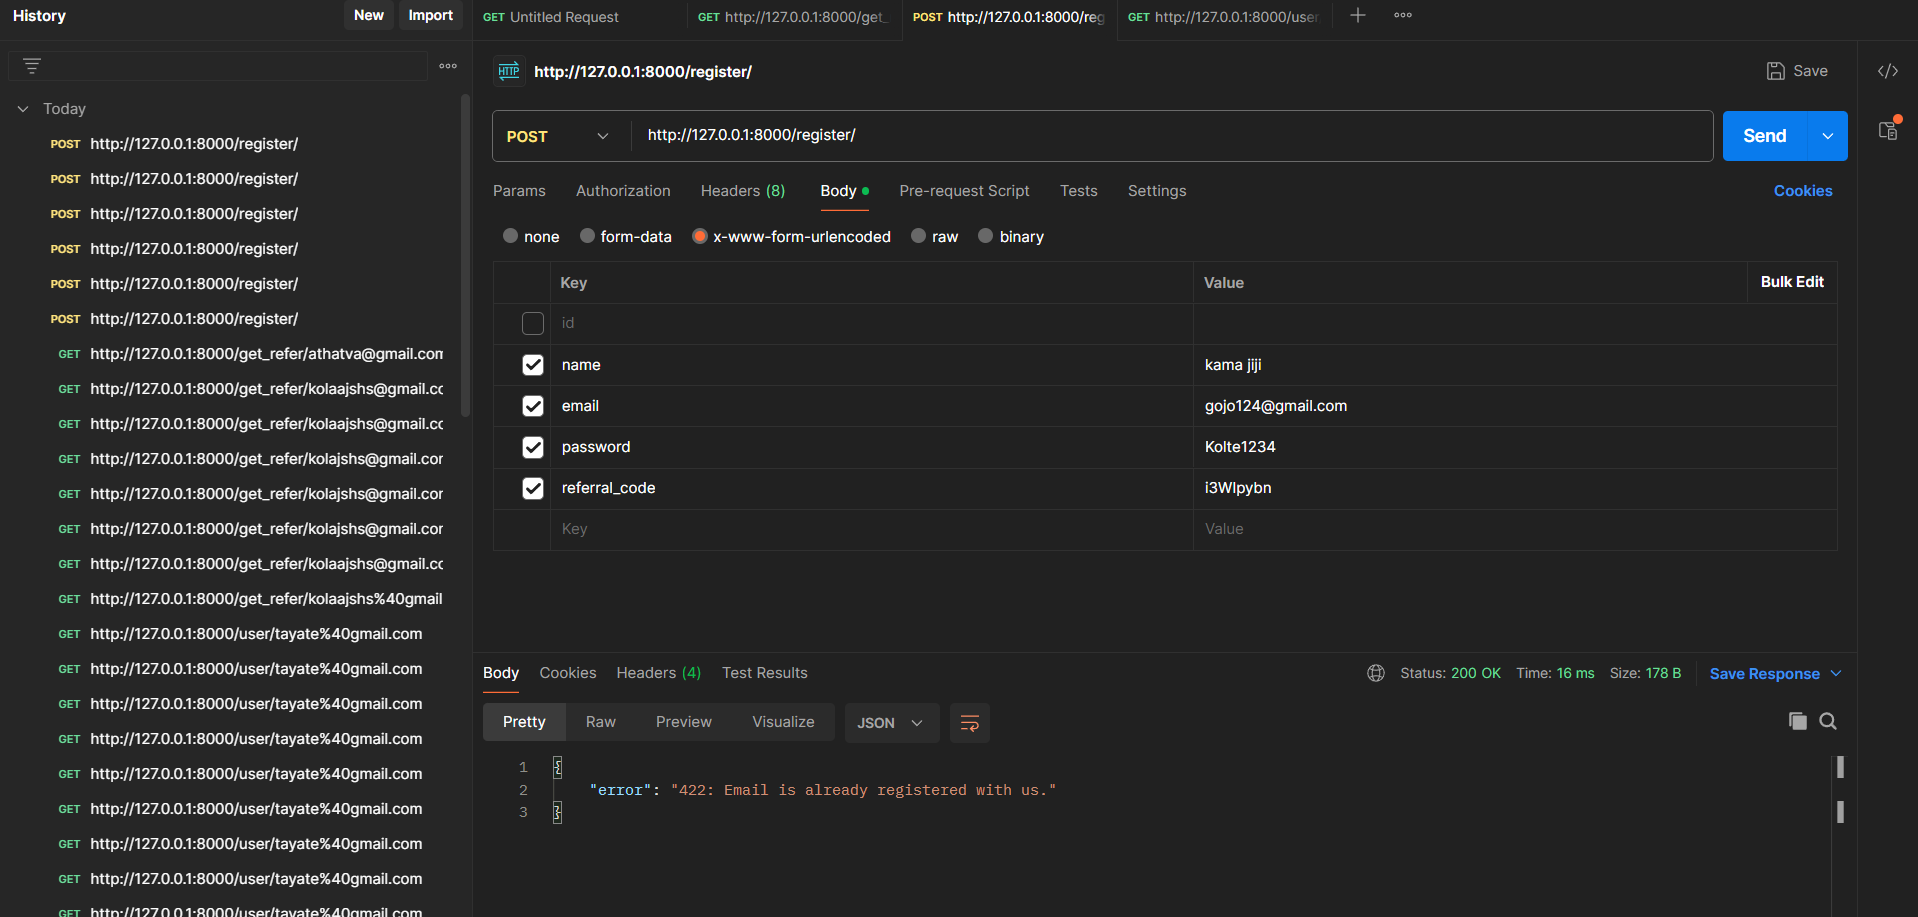 History
New
Import
GET Untitled Request
GET http://127.0.0.1:8000/get_
POST http://127.0.0.1:8000/reg
GET http://127.0.0.1:8000/user
Today
POST http://127.0.0.1:8000/register/
POST http://127.0.0.1:8000/register/
POST http://127.0.0.1:8000/register/
POST http://127.0.0.1:8000/register/
POST http://127.0.0.1:8000/register/
POST http://127.0.0.1:8000/register/
GET http://127.0.0.1:8000/get_refer/athatva@gmail.com
GET http://127.0.0.1:8000/get_refer/kolaajshs@gmail.cc
GET http://127.0.0.1:8000/get_refer/kolaajshs@gmail.cc
GET http://127.0.0.1:8000/get_refer/kolajshs@gmail.cor
GET http://127.0.0.1:8000/get_refer/kolajshs@gmail.cor
GET http://127.0.0.1:8000/get_refer/kolajshs@gmail.cor
GET http://127.0.0.1:8000/get_refer/kolaajshs@gmail.cc
GET http://127.0.0.1:8000/get_refer/kolaajshs%40gmail
GET http://127.0.0.1:8000/user/tayate%40gmail.com
GET http://127.0.0.1:8000/user/tayate%40gmail.com
GET http://127.0.0.1:8000/user/tayate%40gmail.com
GET http://127.0.0.1:8000/user/tayate%40gmail.com
GET http://127.0.0.1:8000/user/tayate%40gmail.com
GET http://127.0.0.1:8000/user/tayate%40gmail.com
GET http://127.0.0.1:8000/user/tayate%40gmail.com
GET http://127.0.0.1:8000/user/tayate%40gmail.com
GET http://127.0.0.1:8000/user/tayate%40gmail.com
HTTP http://127.0.0.1:8000/register/
Save
POST http://127.0.0.1:8000/register/
Send
Params Authorization Headers (8) Body Pre-request Script Tests Settings Cookies
none form-data x-www-form-urlencoded raw binary
Key Value Bulk Edit
id
name kama jiji
email gojo124@gmail.com
password Kolte1234
referral_code i3Wlpybn
Key Value
Body Cookies Headers (4) Test Results Status: 200 OK Time: 16 ms Size: 178 B Save Response
Pretty Raw Preview Visualize JSON
1 {
2 "error": "422: Email is already registered with us."
3 }